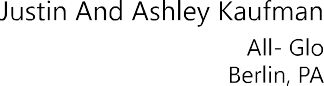 Justin And Ashley Kaufman
All- Glo
Berlin, PA